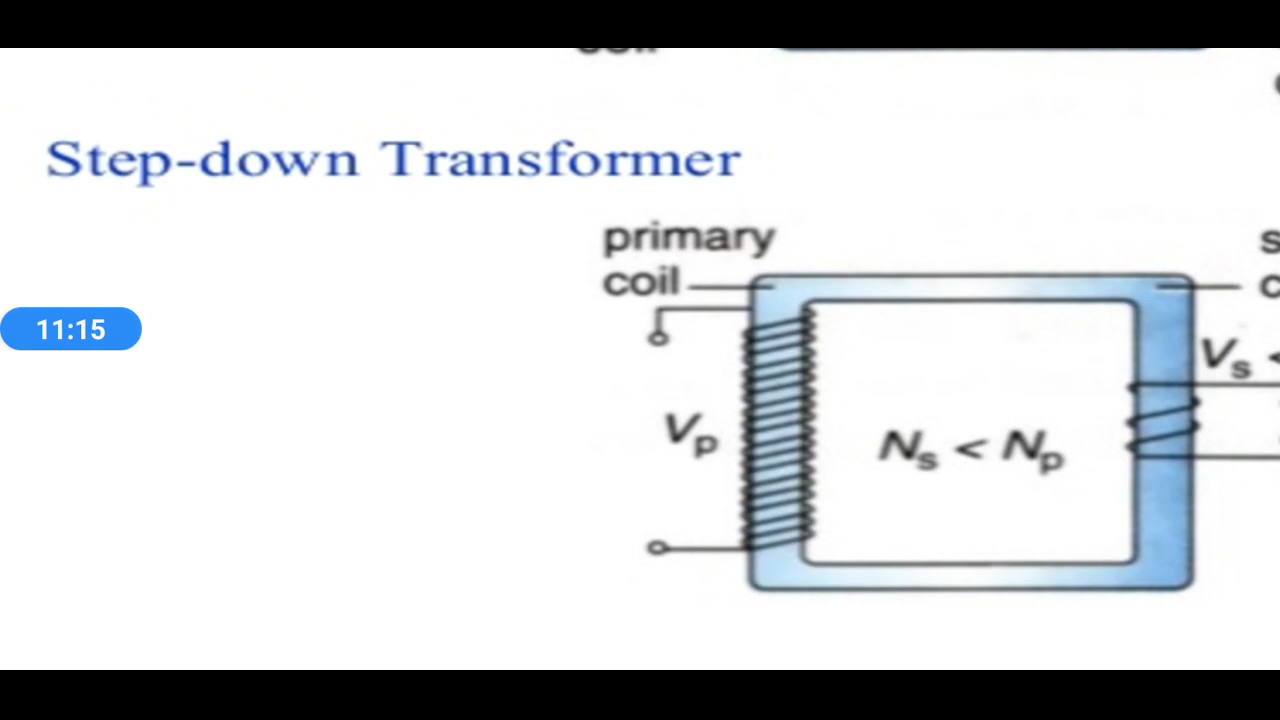 Step-down Transformer
primary
coil
11:15
Vs <
Vp
Ns < Np